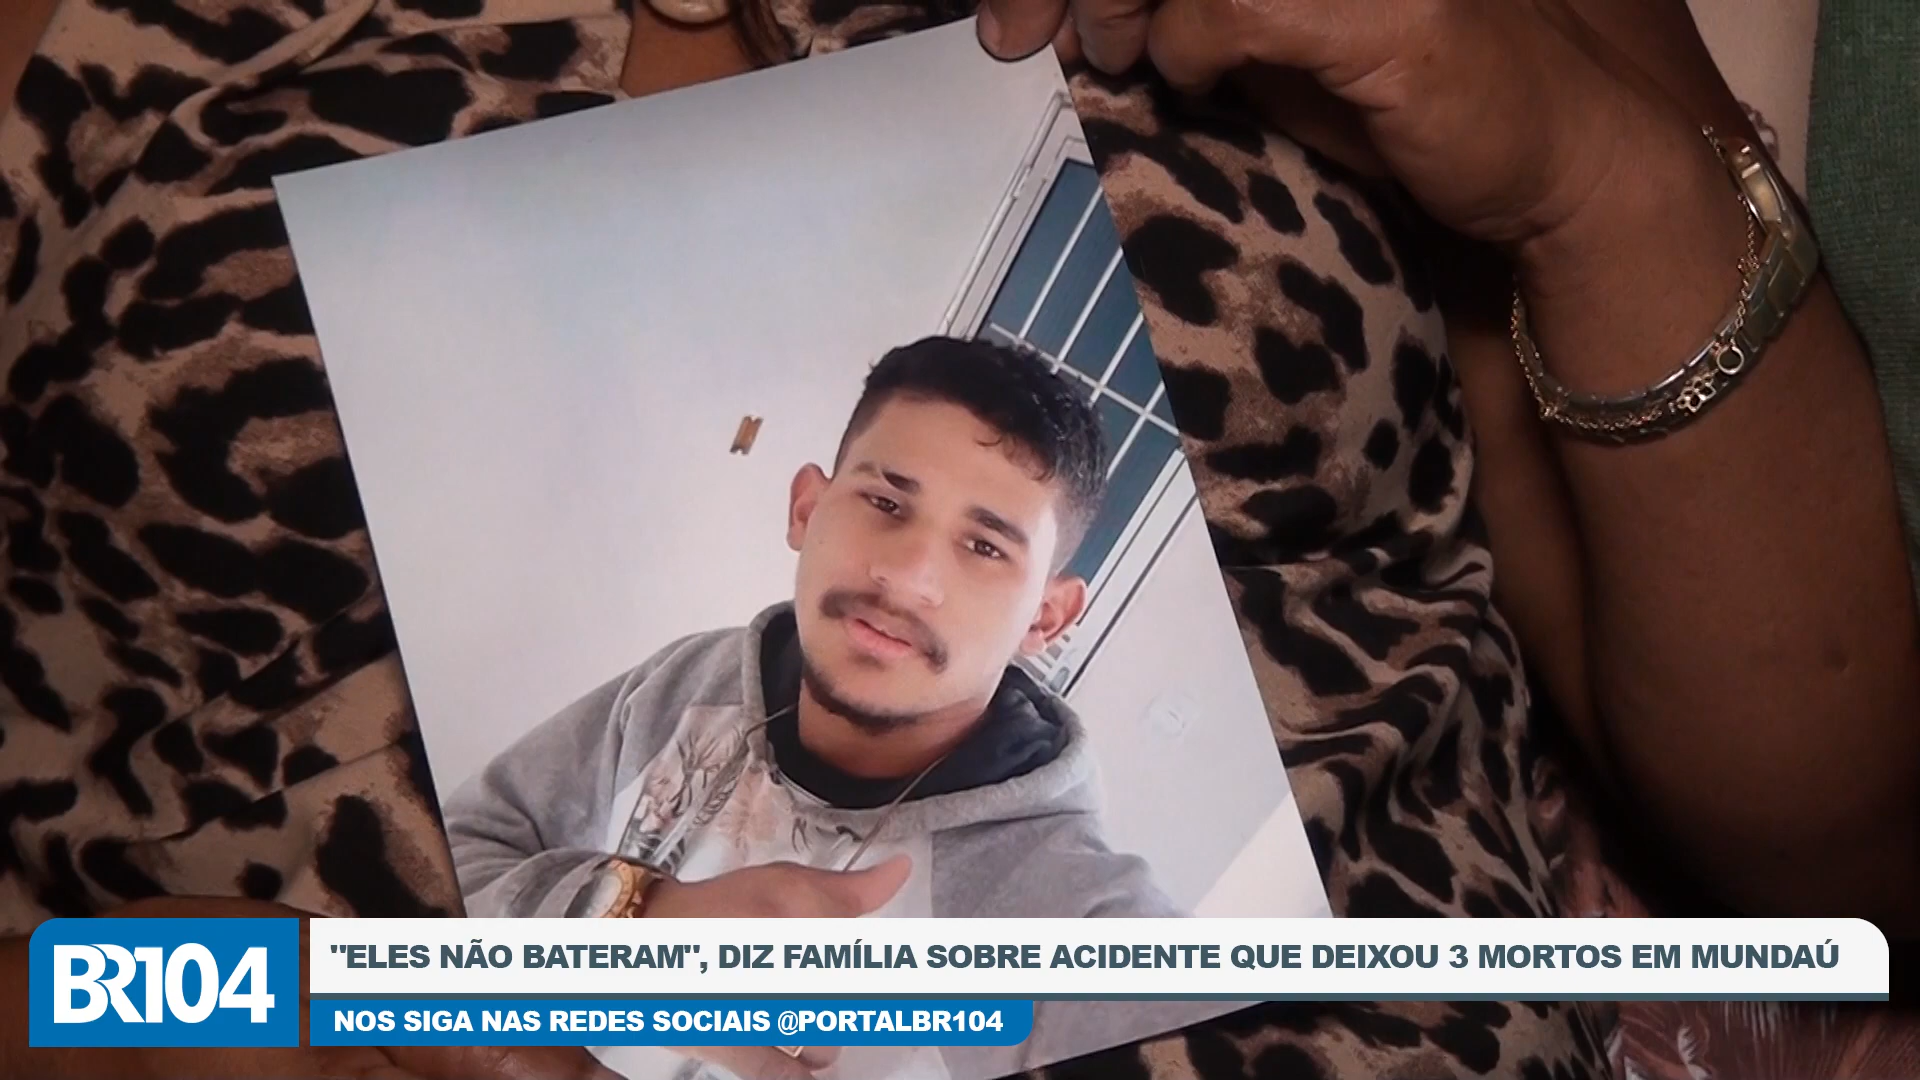 BR104
"ELES NÃO BATERAM", DIZ FAMÍLIA SOBRE ACIDENTE QUE DEIXOU 3 MORTOS EM MUNDAÚ
NOS SIGA NAS REDES SOCIAIS @PORTALBR104